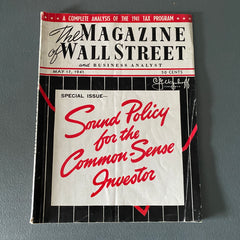 A COMPLETE ANALYSIS OF THE 1941 TAX PROGRAM
The MAGAZINE
of WALL STREET
and BUSINESS ANALYST
MAY 17, 1941
50 CENTS
SPECIAL ISSUE—
Sound Policy
for the
Common-Sense
Investor